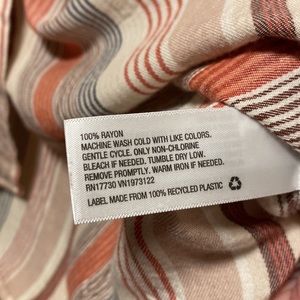 100% RAYON
MACHINE WASH COLD WITH LIKE COLORS.
GENTLE CYCLE. ONLY NON-CHLORINE
BLEACH IF NEEDED. TUMBLE DRY LOW.
REMOVE PROMPTLY. WARM IRON IF NEEDED.
RN17730 VN1973122
LABEL MADE FROM 100% RECYCLED PLASTIC